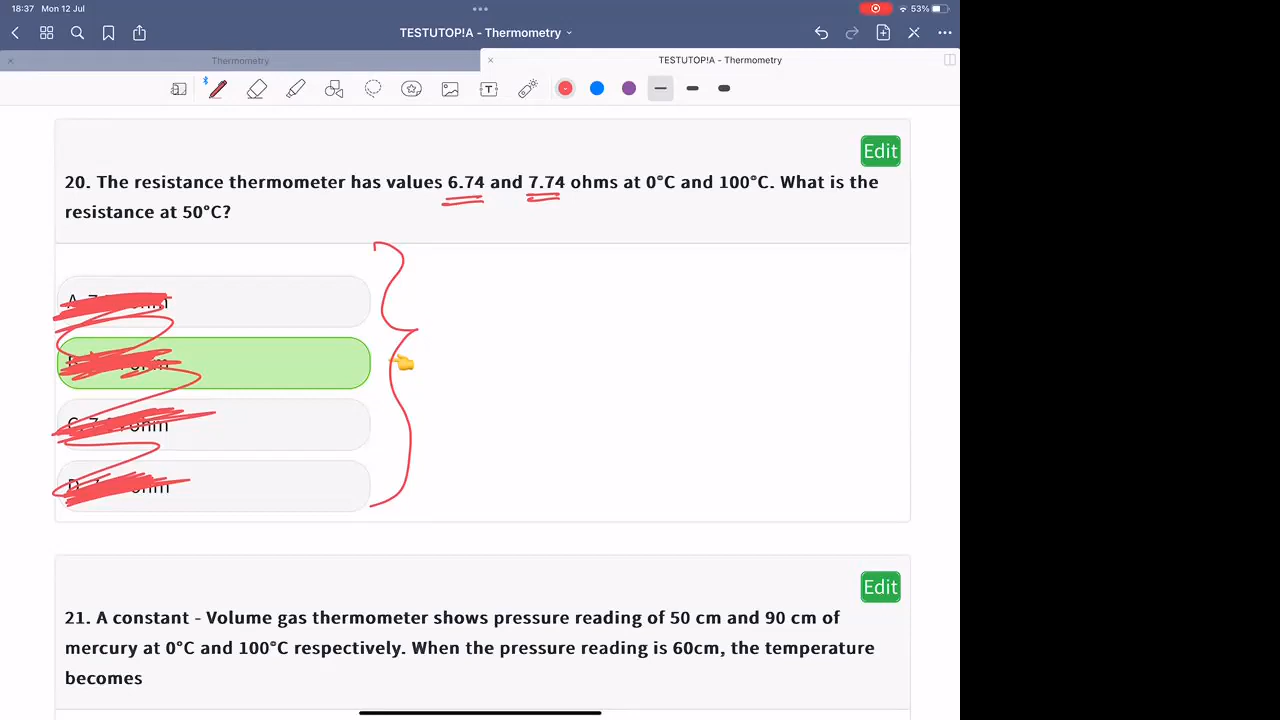 18:37 Mon 12 Jul
53%
TESTUTOP!A - Thermometry
Thermometry
TESTUTOP!A - Thermometry
T
Edit
20. The resistance thermometer has values 6.74 and 7.74 ohms at 0°C and 100°C. What is the
resistance at 50°C?
Edit
21. A constant - Volume gas thermometer shows pressure reading of 50 cm and 90 cm of
mercury at 0°C and 100°C respectively. When the pressure reading is 60cm, the temperature
becomes